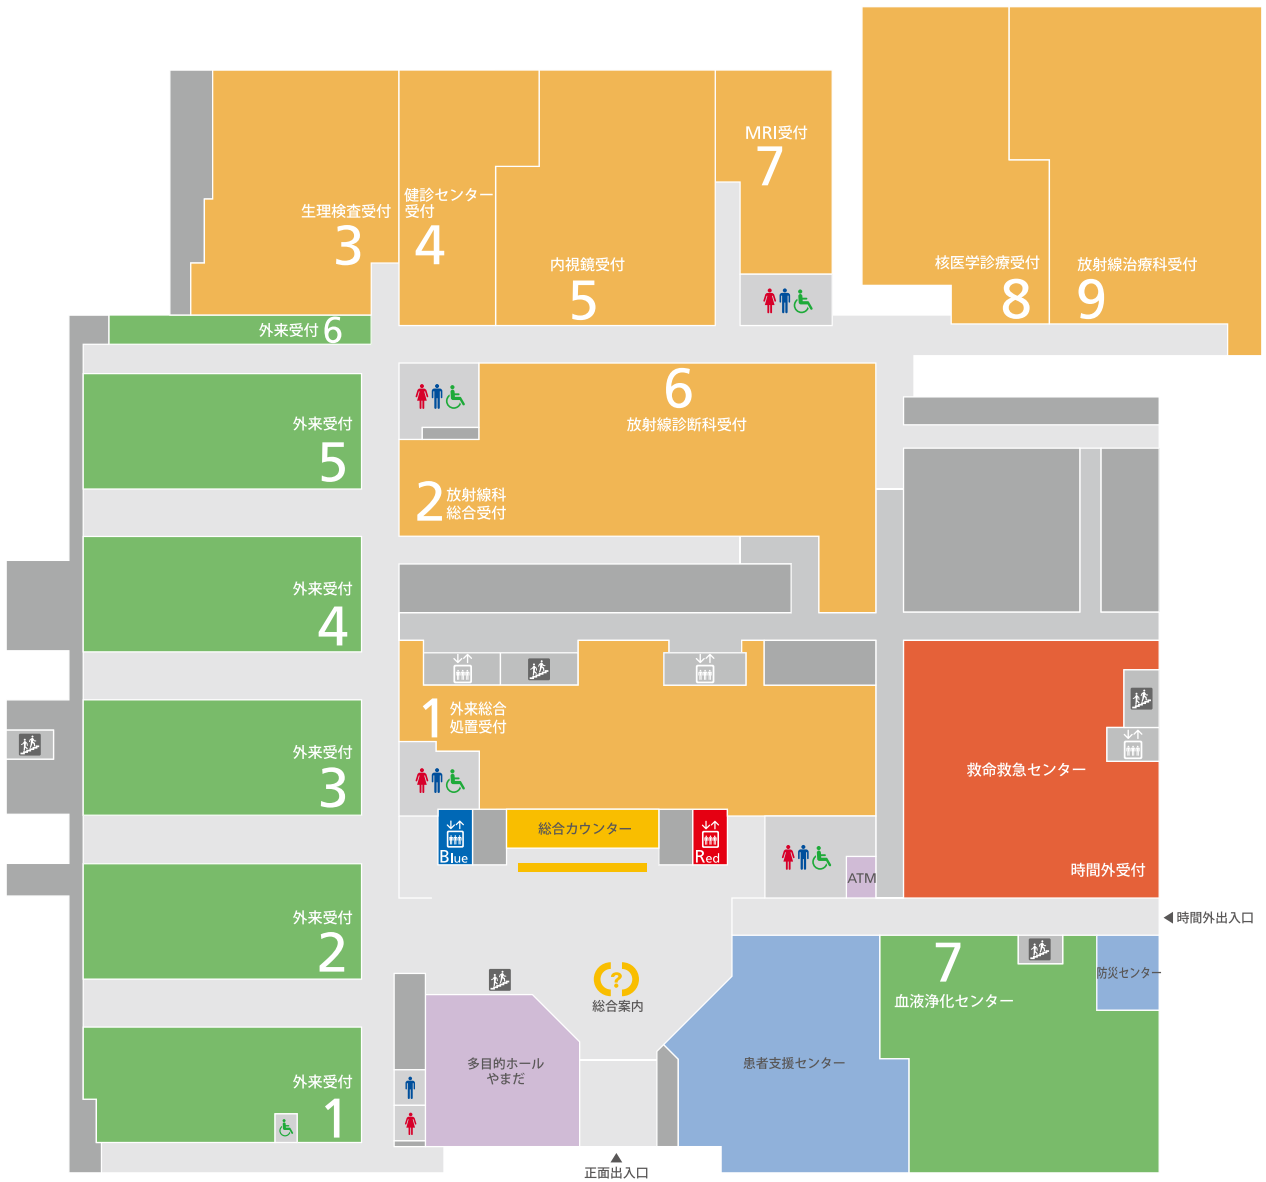 MRI受付
7
生理検査受付
3
健診センター
受付
4
内視鏡受付
5
核医学診療受付
8
放射線治療科受付
9
外来受付 6
6
放射線診断科受付
外来受付
5
2 放射線科
総合受付
外来受付
4
1 外来総合
処置受付
外来受付
3
救命救急センター
総合カウンター
Blue
Red
ATM
時間外受付
外来受付
2
時間外出入口
7
血液浄化センター
防災センター
?
総合案内
多目的ホール
やまだ
患者支援センター
外来受付
1
正面出入口